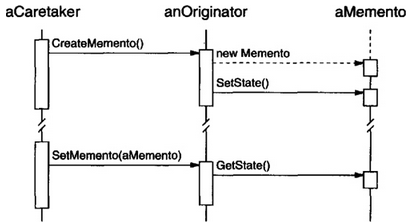 aCaretaker anOriginator aMemento
CreateMemento()
new Memento
SetState()
SetMemento(aMemento)
GetState()